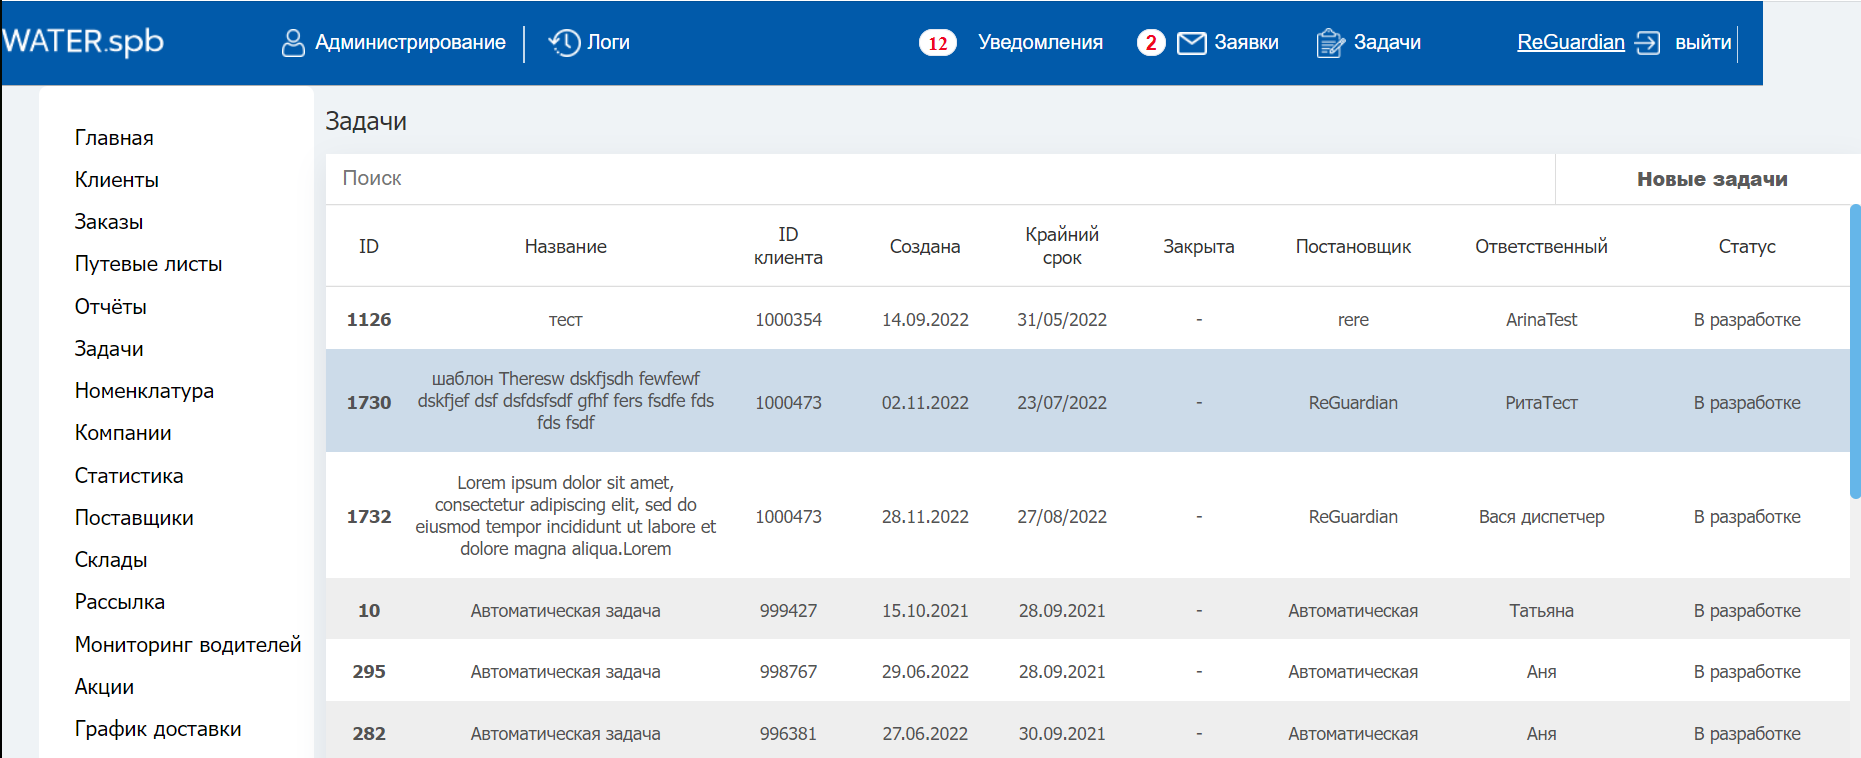 WATER.spb Администрирование Логи 12 Уведомления 2 Заявки Задачи ReGuardian выйти
Главная
Клиенты
Заказы
Путевые листы
Отчёты
Задачи
Номенклатура
Компании
Статистика
Поставщики
Склады
Рассылка
Мониторинг водителей
Акции
График доставки
Задачи
Поиск Новые задачи
ID Название ID клиента Создана Крайний срок Закрыта Постановщик Ответственный Статус
1126 тест 1000354 14.09.2022 31/05/2022 - rere ArinaTest В разработке
1730 шаблон Theresw dskfjsdh fewfewf dskfjef dsf dsfdsfsdf gfhf fers fsdfe fds fds fsdf 1000473 02.11.2022 23/07/2022 - ReGuardian РитаТест В разработке
1732 Lorem ipsum dolor sit amet, consectetur adipiscing elit, sed do eiusmod tempor incididunt ut labore et dolore magna aliqua.Lorem 1000473 28.11.2022 27/08/2022 - ReGuardian Вася диспетчер В разработке
10 Автоматическая задача 999427 15.10.2021 28.09.2021 - Автоматическая Татьяна В разработке
295 Автоматическая задача 998767 29.06.2022 28.09.2021 - Автоматическая Аня В разработке
282 Автоматическая задача 996381 27.06.2022 30.09.2021 - Автоматическая Аня В разработке